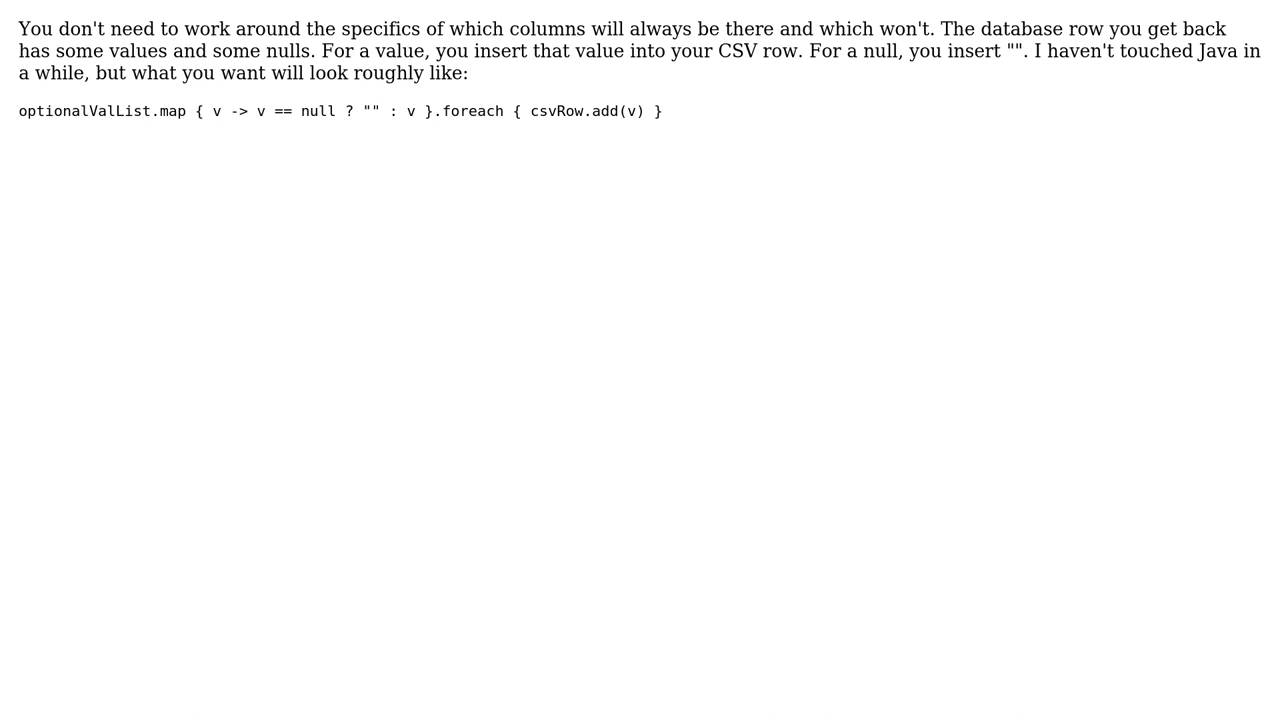 You don't need to work around the specifics of which columns will always be there and which won't. The database row you get back
has some values and some nulls. For a value, you insert that value into your CSV row. For a null, you insert "". I haven't touched Java in
a while, but what you want will look roughly like:
optionalValList.map { v -> v == null ? "" : v }.foreach { csvRow.add(v) }